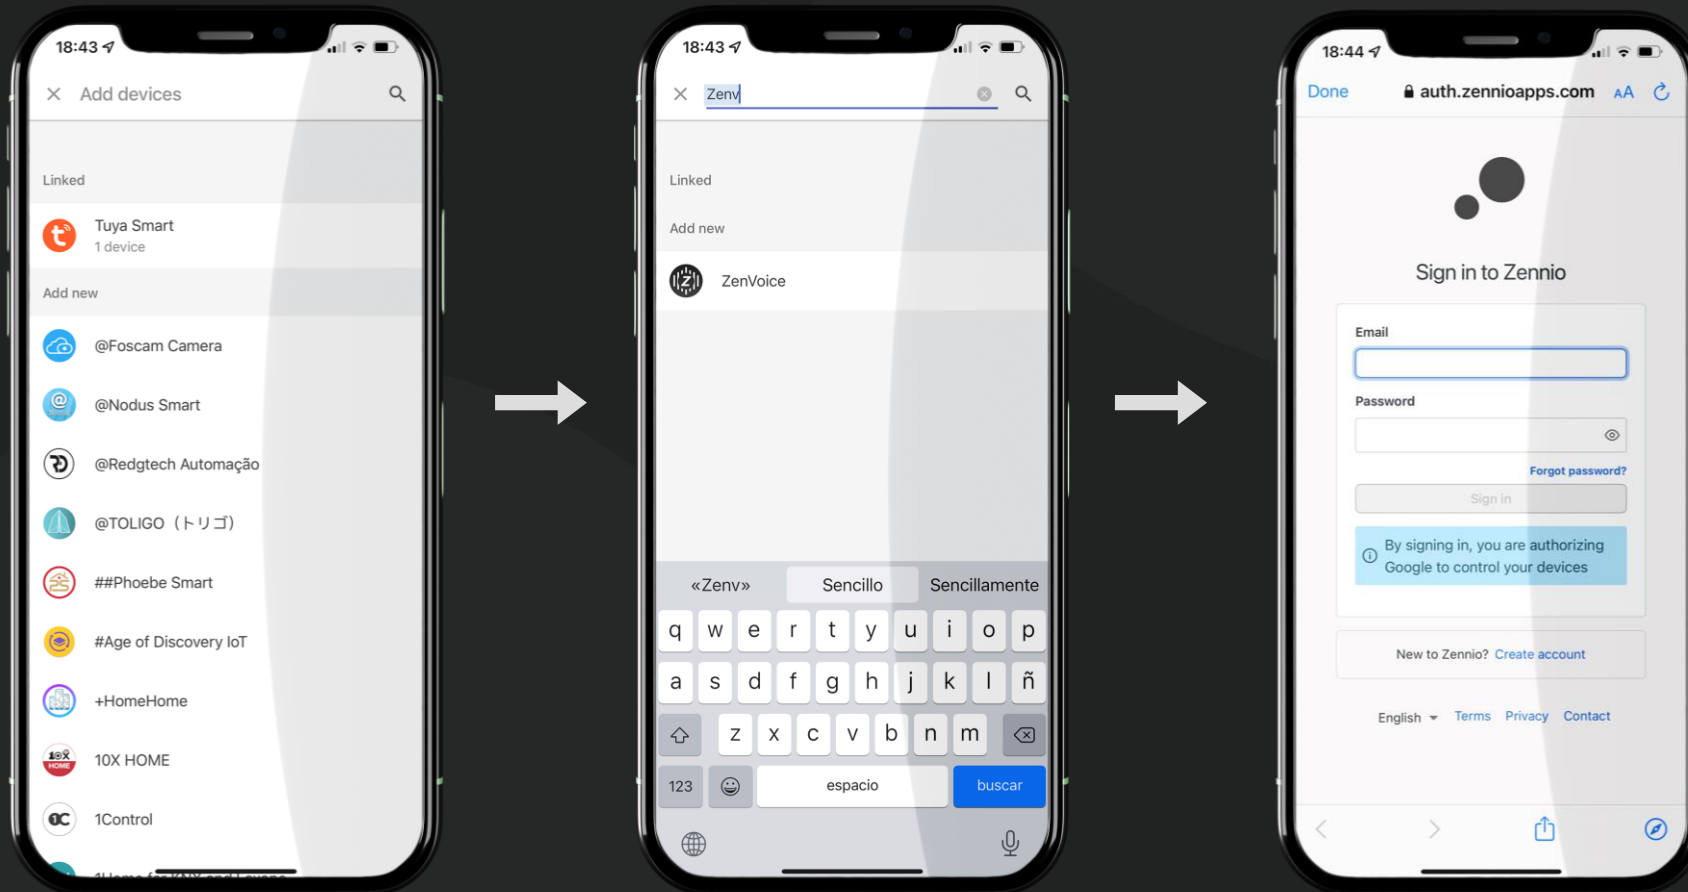 18:43
Add devices
Linked
Tuya Smart
1 device
Add new
@Foscam Camera
@Nodus Smart
@Redgtech Automação
@TOLIGO（トリゴ）
##Phoebe Smart
#Age of Discovery IoT
+HomeHome
10X HOME
10X
HOME
1Control
1C
18:43
Zenv
Linked
Add new
Z
ZenVoice
«Zenv» Sencillo Sencillamente
q w e r t y u i o p
a s d f g h j k l ñ
z x c v b n m
123 espacio buscar
18:44
Done auth.zennioapps.com AA
Sign in to Zennio
Email
Password
Forgot password?
Sign in
By signing in, you are authorizing
Google to control your devices
New to Zennio? Create account
English Terms Privacy Contact